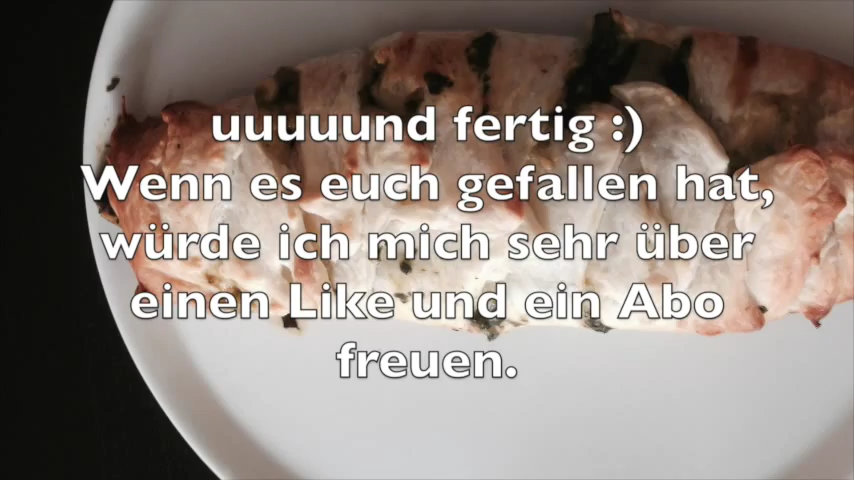 uuuuund fertig :)
Wenn es euch gefallen hat,
würde ich mich sehr über
einen Like und ein Abo
freuen.